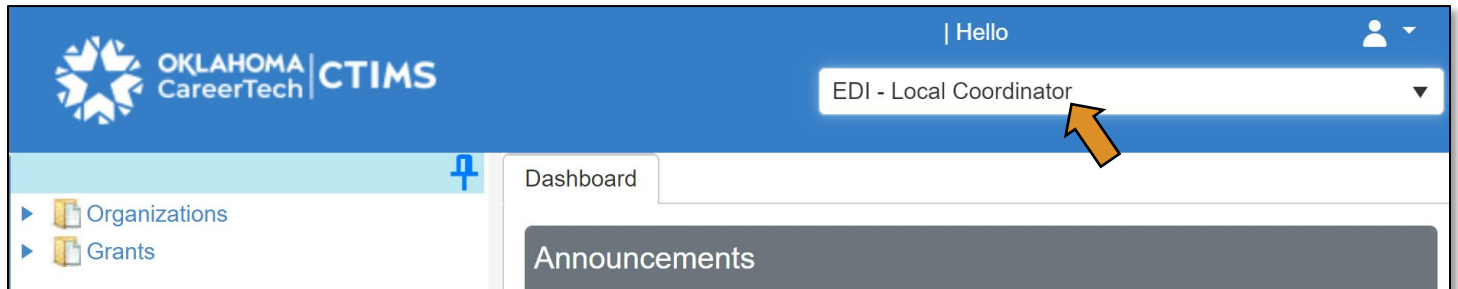 | Hello
OKLAHOMA
CareerTech
CTIMS
EDI - Local Coordinator
Dashboard
Organizations
Grants
Announcements